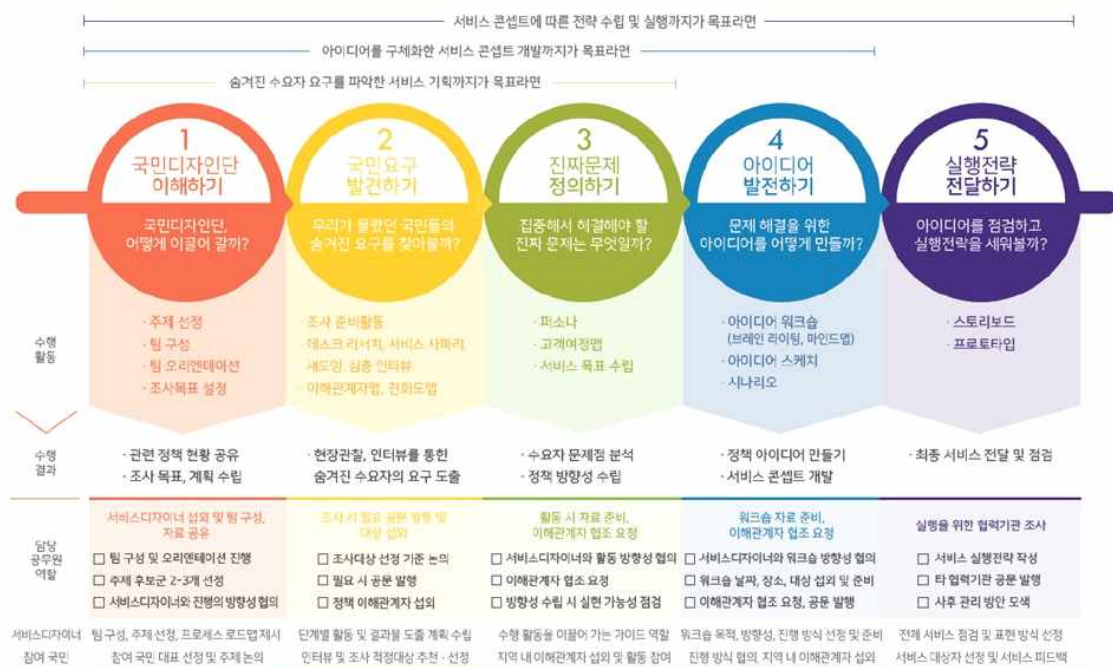 서비스 콘셉트에 따른 전략 수립 및 실행까지가 목표라면
아이디어를 구체화한 서비스 콘셉트 개발까지가 목표라면
숨겨진 수요자 요구를 파악한 서비스 기획까지가 목표라면
1
국민디자인단
이해하기
국민디자인단,
어떻게 이끌어 갈까?
2
국민요구
발견하기
우리가 몰랐던 국민들의
숨겨진 요구를 찾아볼까?
3
진짜문제
정의하기
집중해서 해결해야 할
진짜 문제는 무엇일까?
4
아이디어
발전하기
문제 해결을 위한
아이디어를 어떻게 만들까?
5
실행전략
전달하기
아이디어를 점검하고
실행전략을 세워볼까?
수행
활동
· 주제 선정
· 팀 구성
· 팀 오리엔테이션
· 조사목표 설정
· 조사 준비활동
· 데스크 리서치, 서비스 사파리,
섀도잉, 심층 인터뷰
· 이해관계자맵, 친화도맵
· 퍼소나
· 고객여정맵
· 서비스 목표 수립
· 아이디어 워크숍
(브레인 라이팅, 마인드맵)
· 아이디어 스케치
· 시나리오
· 스토리보드
· 프로토타입
수행
결과
· 관련 정책 현황 공유
· 조사 목표, 계획 수립
· 현장관찰, 인터뷰를 통한
숨겨진 수요자의 요구 도출
· 수요자 문제점 분석
· 정책 방향성 수립
· 정책 아이디어 만들기
· 서비스 콘셉트 개발
· 최종 서비스 전달 및 점검
담당
공무원
역할
서비스디자이너 섭외 및 팀 구성,
자료 공유
□ 팀 구성 및 오리엔테이션 진행
□ 주제 후보군 2-3개 선정
□ 서비스디자이너와 진행의 방향성 협의
조사 시 필요 공문 발행 및
대상 섭외
□ 조사대상 선정 기준 논의
□ 필요 시 공문 발행
□ 정책 이해관계자 섭외
활동 시 자료 준비,
이해관계자 협조 요청
□ 서비스디자이너와 활동 방향성 협의
□ 이해관계자 협조 요청
□ 방향성 수립 시 실현 가능성 점검
워크숍 자료 준비,
이해관계자 협조 요청
□ 서비스디자이너와 워크숍 방향성 협의
□ 워크숍 날짜, 장소, 대상 섭외 및 준비
□ 이해관계자 협조 요청, 공문 발행
실행을 위한 협력기관 조사
□ 서비스 실행전략 작성
□ 타 협력기관 공문 발행
□ 사후 관리 방안 모색
서비스디자이너
팀 구성, 주제 선정, 프로세스 로드맵 제시
단계별 활동 및 결과물 도출 계획 수립
수행 활동을 이끌어 가는 가이드 역할
워크숍 목적, 방향성, 진행 방식 선정 및 준비
전체 서비스 점검 및 표현 방식 선정
참여 국민
참여 국민 대표 선정 및 주제 논의
인터뷰 및 조사 적정대상 추천 · 선정
지역 내 이해관계자 섭외 및 활동 참여
진행 방식 협의, 지역 내 이해관계자 섭외
서비스 대상자 선정 및 서비스 피드백